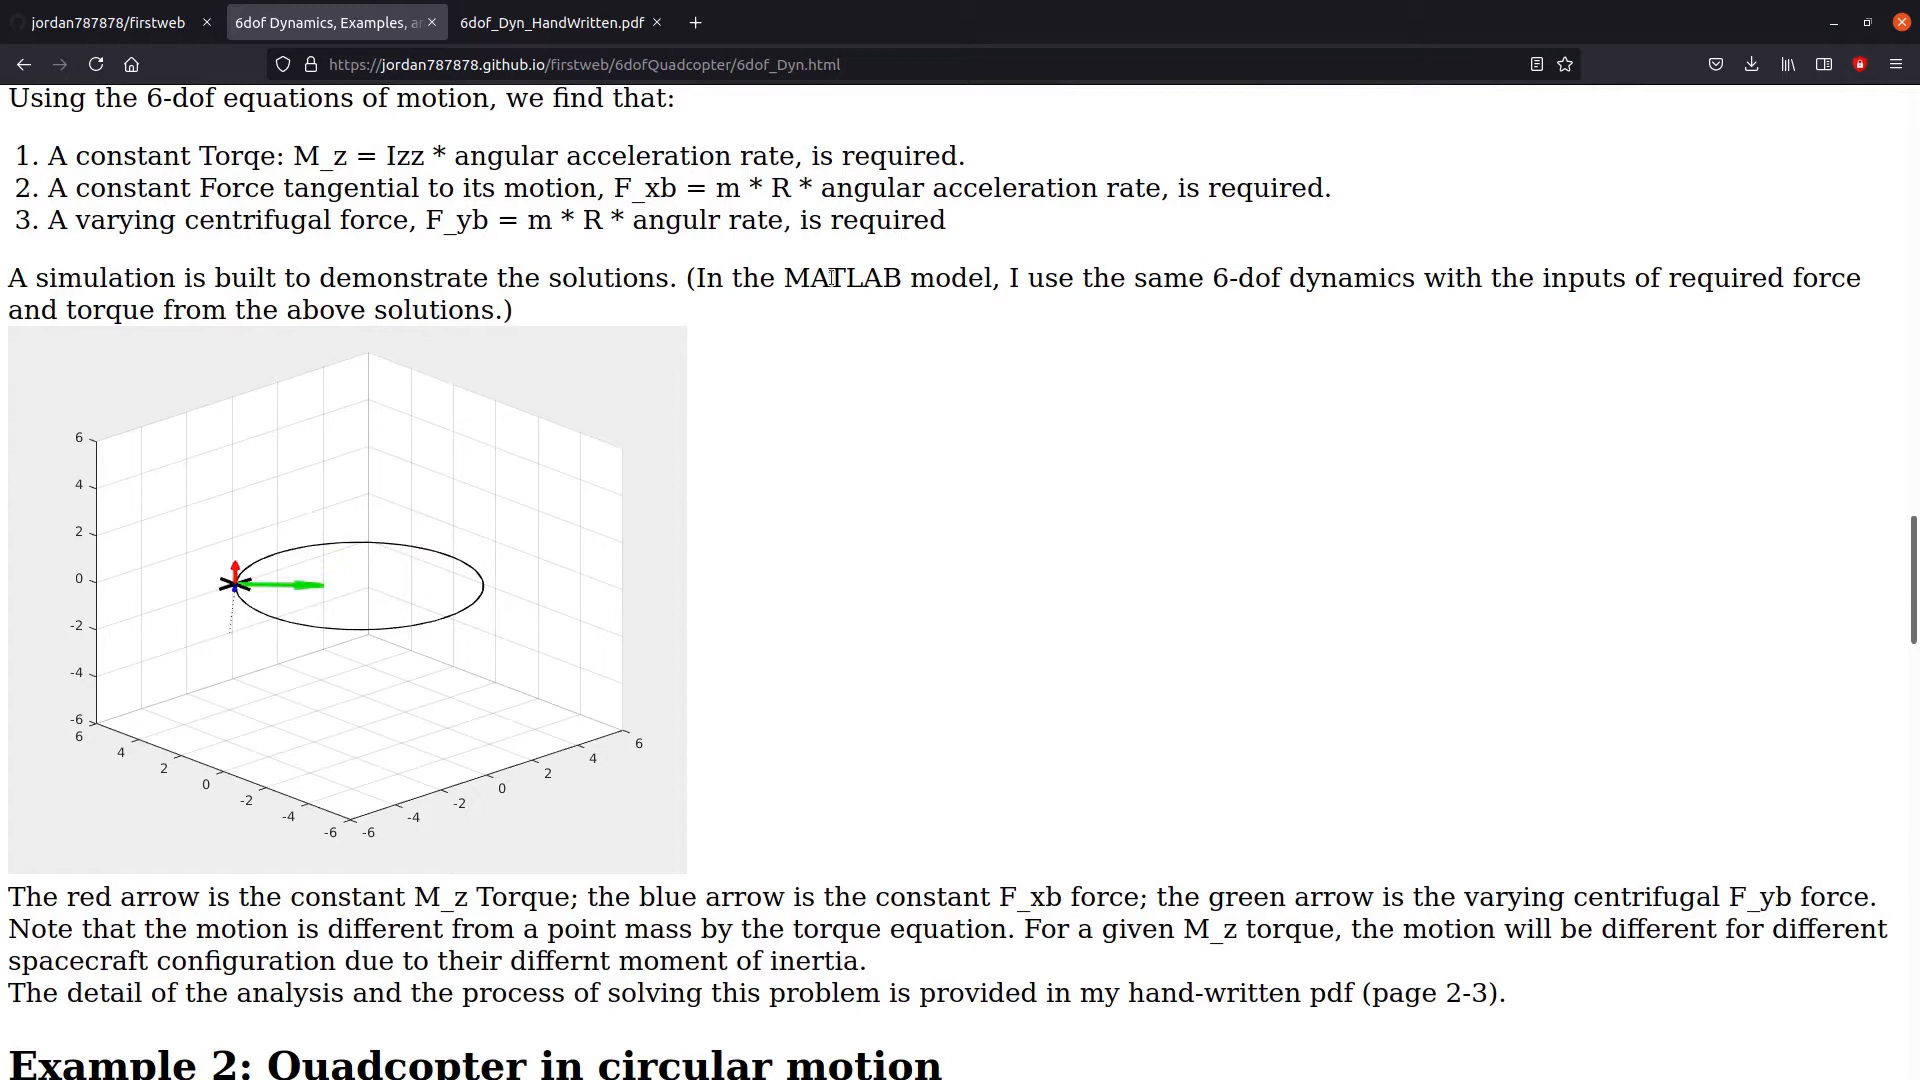 jordan787878/firstweb
6dof Dynamics, Examples, a
6dof_Dyn_HandWritten.pdf
https://jordan787878.github.io/firstweb/6dofQuadcopter/6dof_Dyn.html
Using the 6-dof equations of motion, we find that:
1. A constant Torqe: M_z = Izz * angular acceleration rate, is required.
2. A constant Force tangential to its motion, F_xb = m * R * angular acceleration rate, is required.
3. A varying centrifugal force, F_yb = m * R * angulr rate, is required
A simulation is built to demonstrate the solutions. (In the MATLAB model, I use the same 6-dof dynamics with the inputs of required force
and torque from the above solutions.)
6
4
2
0
-2
-4
-6
6
4
2
0
-2
-4
-6
-6
-4
-2
0
2
4
6
The red arrow is the constant M_z Torque; the blue arrow is the constant F_xb force; the green arrow is the varying centrifugal F_yb force.
Note that the motion is different from a point mass by the torque equation. For a given M_z torque, the motion will be different for different
spacecraft configuration due to their differnt moment of inertia.
The detail of the analysis and the process of solving this problem is provided in my hand-written pdf (page 2-3).
Example 2: Quadcopter in circular motion